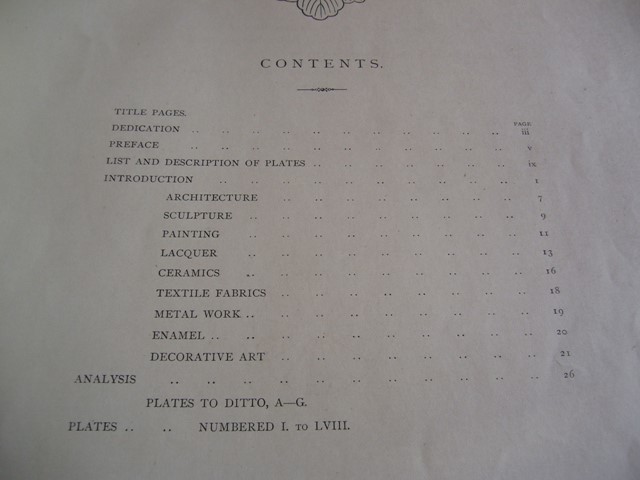 CONTENTS.
TITLE PAGES.
PAGE
DEDICATION .. .. .. .. .. .. .. .. .. .. .. iii
PREFACE .. .. .. .. .. .. .. .. .. .. .. v
LIST AND DESCRIPTION OF PLATES .. .. .. .. .. .. .. ix
INTRODUCTION .. .. .. .. .. .. .. .. .. .. 1
ARCHITECTURE .. .. .. .. .. .. .. .. 7
SCULPTURE .. .. .. .. .. .. .. .. .. 9
PAINTING .. .. .. .. .. .. .. .. .. 11
LACQUER .. .. .. .. .. .. .. .. .. 13
CERAMICS .. .. .. .. .. .. .. .. .. 16
TEXTILE FABRICS .. .. .. .. .. .. .. .. 18
METAL WORK .. .. .. .. .. .. .. .. .. 19
ENAMEL .. .. .. .. .. .. .. .. .. .. 20
DECORATIVE ART .. .. .. .. .. .. .. .. 21
ANALYSIS .. .. .. .. .. .. .. .. .. .. .. 26
PLATES TO DITTO, A—G.
PLATES .. .. NUMBERED I. TO LVIII.